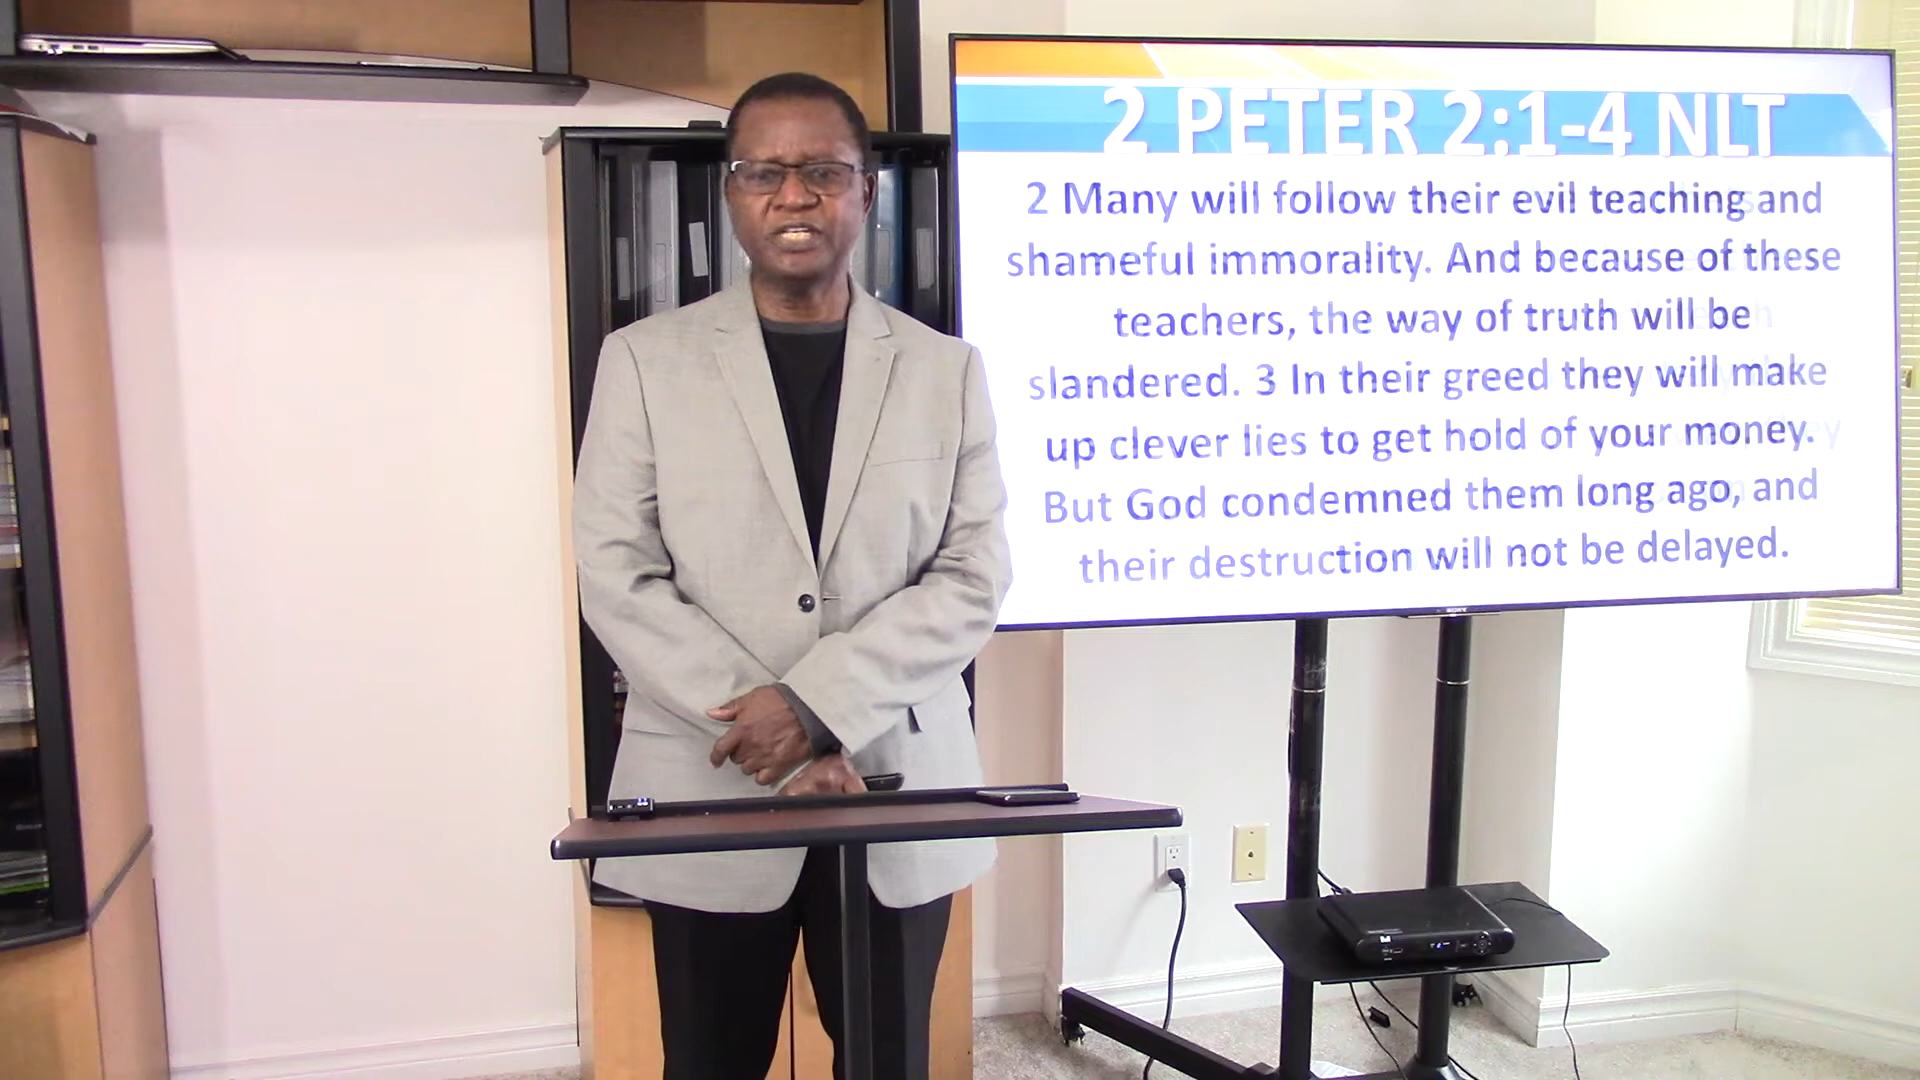 2 PETER 2:1-4 NLT
2 Many will follow their evil teaching and
shameful immorality. And because of these
teachers, the way of truth will be
slandered. 3 In their greed they will make
up clever lies to get hold of your money.
But God condemned them long ago, and
their destruction will not be delayed.
SONY